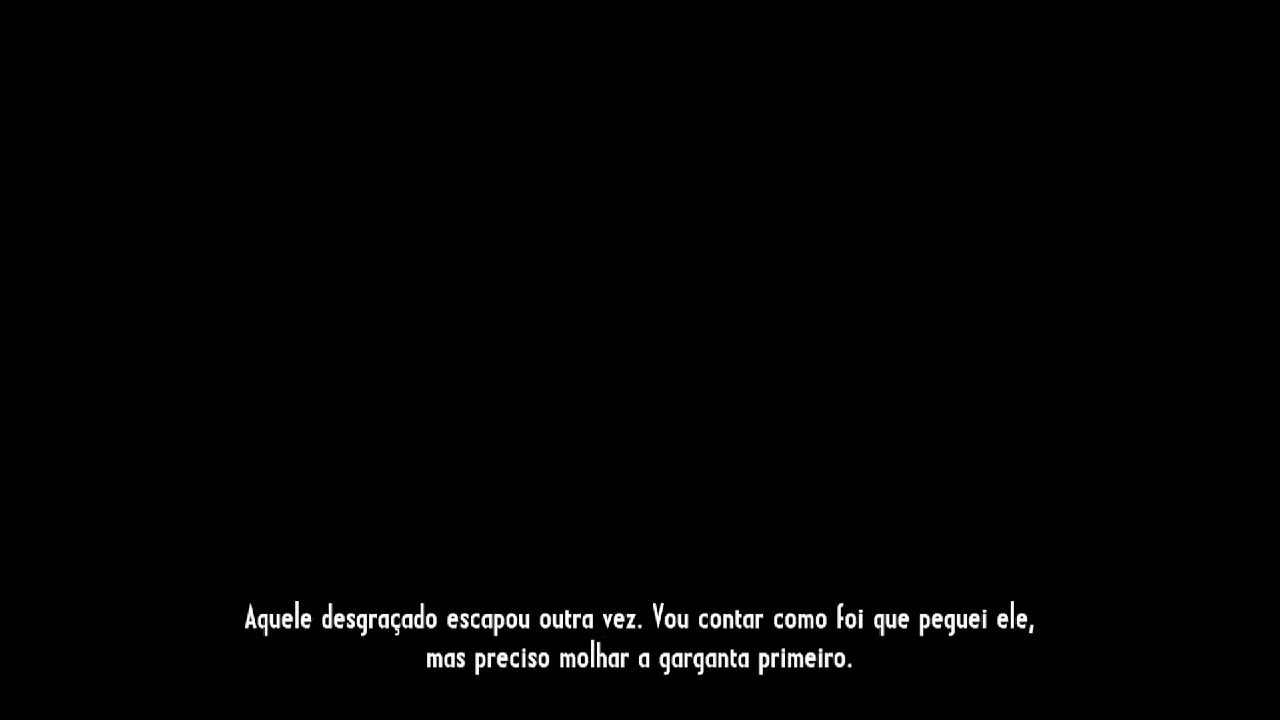 Aquele desgraçado escapou outra vez. Vou contar como foi que peguei ele,
mas preciso molhar a garganta primeiro.